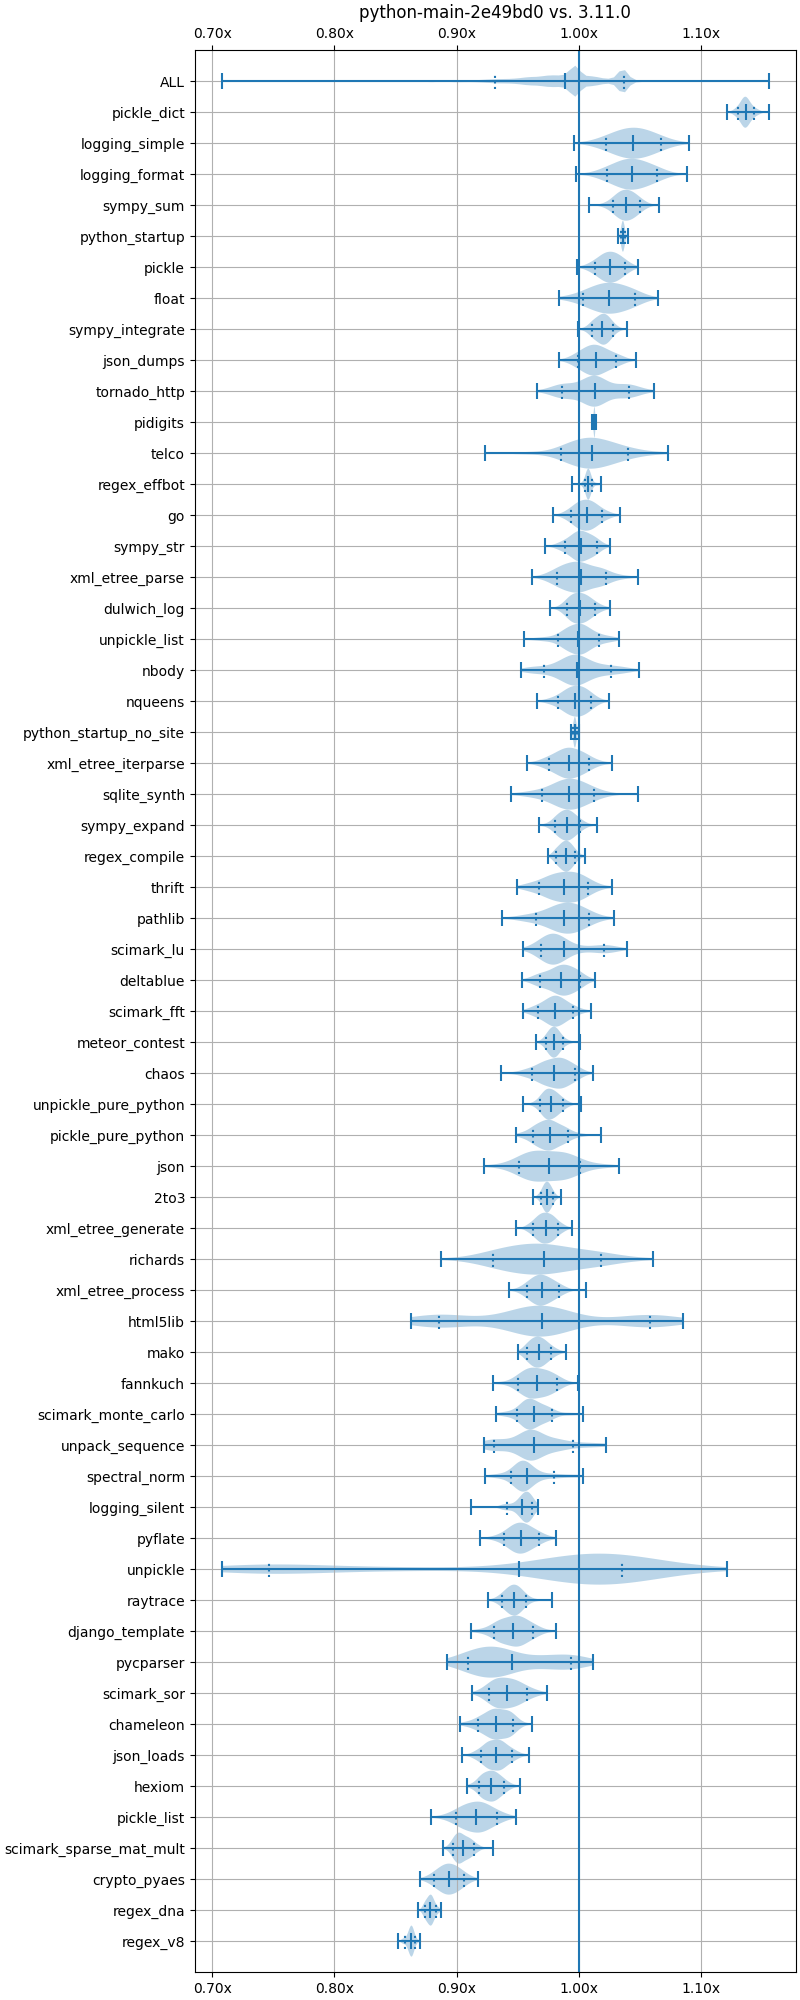 python-main-2e49bd0 vs. 3.11.0
0.70x 0.80x 0.90x 1.00x 1.10x
ALL
pickle_dict
logging_simple
logging_format
sympy_sum
python_startup
pickle
float
sympy_integrate
json_dumps
tornado_http
pidigits
telco
regex_effbot
go
sympy_str
xml_etree_parse
dulwich_log
unpickle_list
nbody
nqueens
python_startup_no_site
xml_etree_iterparse
sqlite_synth
sympy_expand
regex_compile
thrift
pathlib
scimark_lu
deltablue
scimark_fft
meteor_contest
chaos
unpickle_pure_python
pickle_pure_python
json
2to3
xml_etree_generate
richards
xml_etree_process
html5lib
mako
fannkuch
scimark_monte_carlo
unpack_sequence
spectral_norm
logging_silent
pyflate
unpickle
raytrace
django_template
pycparser
scimark_sor
chameleon
json_loads
hexiom
pickle_list
scimark_sparse_mat_mult
crypto_pyaes
regex_dna
regex_v8
0.70x 0.80x 0.90x 1.00x 1.10x